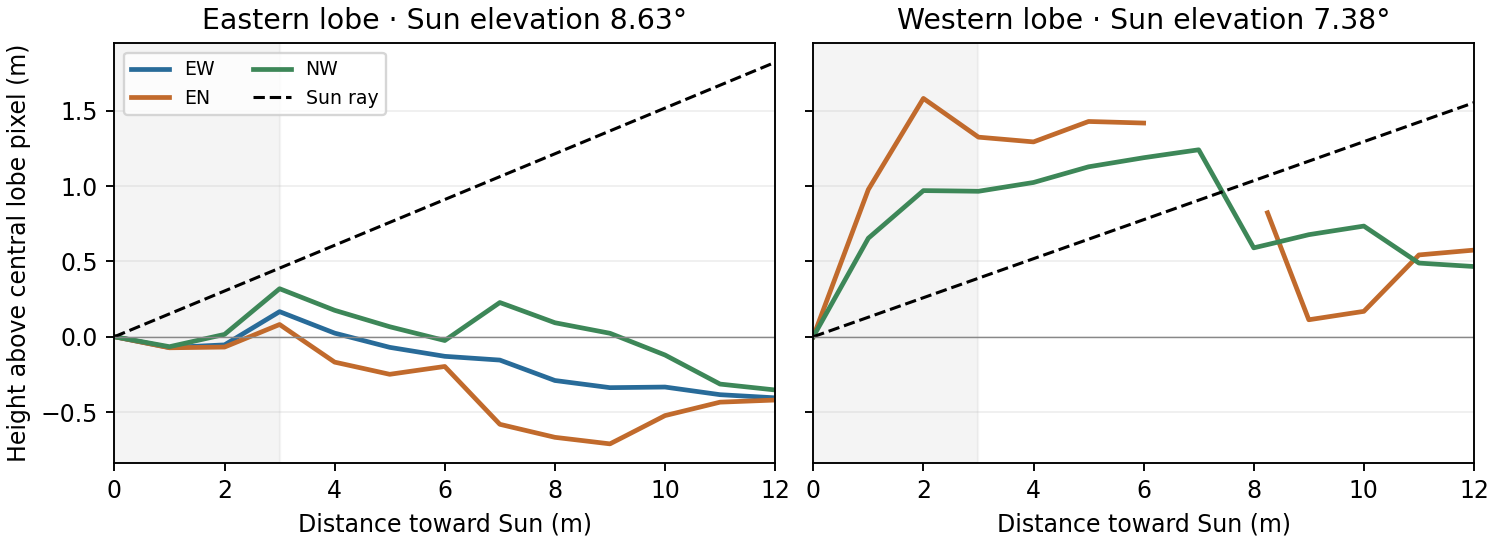 Eastern lobe · Sun elevation 8.63°
Western lobe · Sun elevation 7.38°
Height above central lobe pixel (m)
EW
NW
EN
Sun ray
1.5
1.0
0.5
0.0
−0.5
0 2 4 6 8 10 12
0 2 4 6 8 10 12
Distance toward Sun (m)
Distance toward Sun (m)